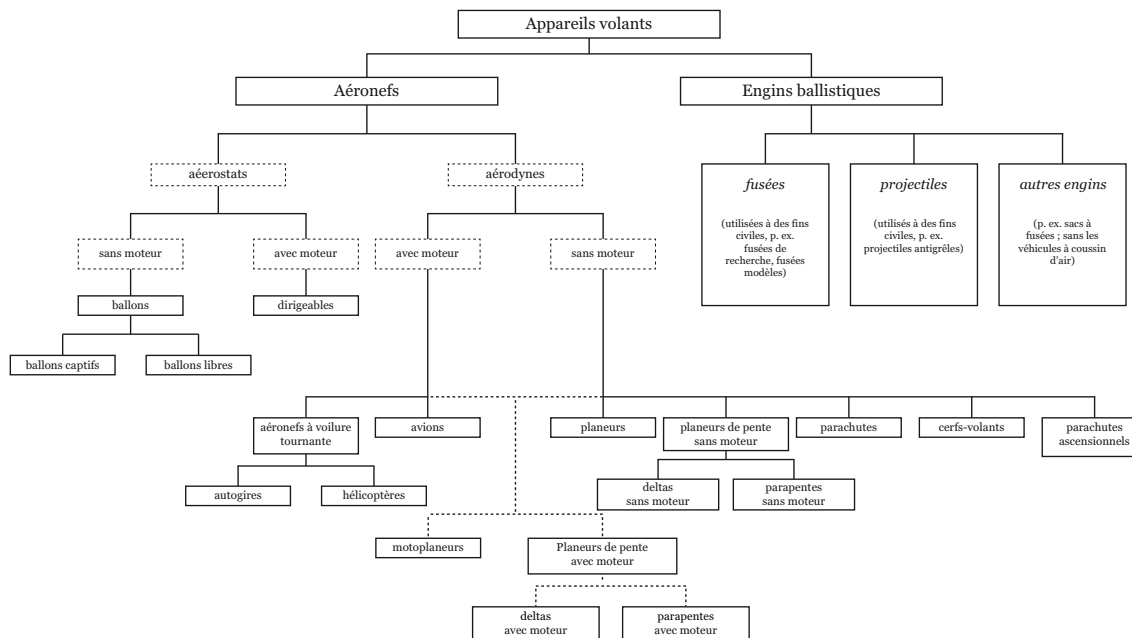 Appareils volants
Aéronefs
Engins ballistiques
aéerostats
aérodynes
fusées
(utilisées à des fins
civiles, p. ex.
fusées de
recherche, fusées
modèles)
projectiles
(utilisés à des fins
civiles, p. ex.
projectiles antigrêles)
autres engins
(p. ex. sacs à
fusées ; sans les
véhicules à coussin
d'air)
sans moteur
avec moteur
avec moteur
sans moteur
ballons
dirigeables
ballons captifs
ballons libres
aéronefs à voilure
tournante
avions
planeurs
planeurs de pente
sans moteur
parachutes
cerfs-volants
parachutes
ascensionnels
autogires
hélicoptères
deltas
sans moteur
parapentes
sans moteur
motoplaneurs
Planeurs de pente
avec moteur
deltas
avec moteur
parapentes
avec moteur